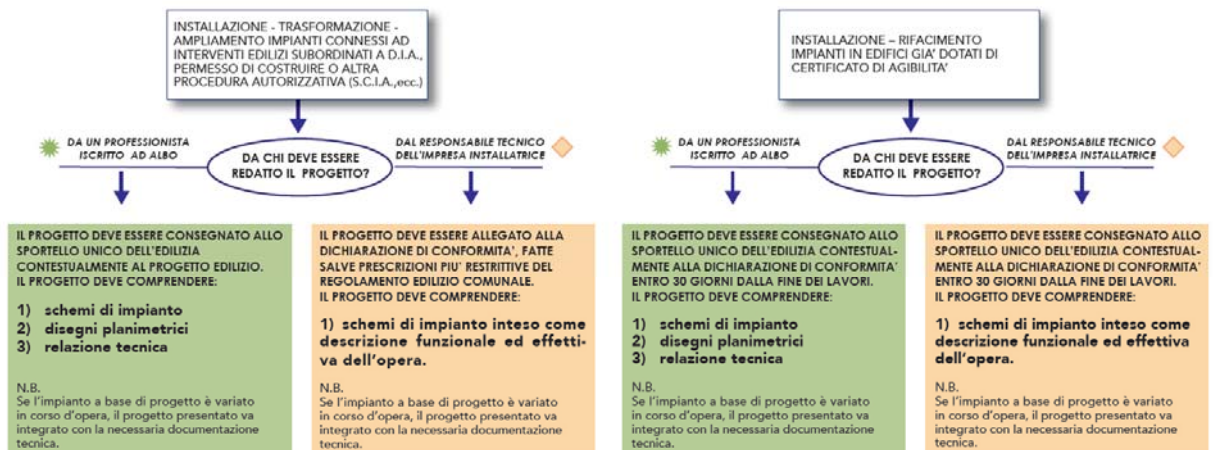 INSTALLAZIONE - TRASFORMAZIONE -
AMPLIAMENTO IMPIANTI CONNESSI AD
INTERVENTI EDILIZI SUBORDINATI A D.I.A.,
PERMESSO DI COSTRUIRE O ALTRA
PROCEDURA AUTORIZZATIVA (S.C.I.A.,ecc.)
DA UN PROFESSIONISTA
ISCRITTO AD ALBO
DA CHI DEVE ESSERE
REDATTO IL PROGETTO?
DAL RESPONSABILE TECNICO
DELL'IMPRESA INSTALLATRICE
IL PROGETTO DEVE ESSERE CONSEGNATO ALLO
SPORTELLO UNICO DELL'EDILIZIA
CONTESTUALMENTE AL PROGETTO EDILIZIO.
IL PROGETTO DEVE COMPRENDERE:
1) schemi di impianto
2) disegni planimetrici
3) relazione tecnica
N.B.
Se l'impianto a base di progetto è variato
in corso d'opera, il progetto presentato va
integrato con la necessaria documentazione
tecnica.
IL PROGETTO DEVE ESSERE ALLEGATO ALLA
DICHIARAZIONE DI CONFORMITA', FATTE
SALVE PRESCRIZIONI PIU' RESTRITTIVE DEL
REGOLAMENTO EDILIZIO COMUNALE.
IL PROGETTO DEVE COMPRENDERE:
1) schemi di impianto inteso come
descrizione funzionale ed effetti-
va dell'opera.
N.B.
Se l'impianto a base di progetto è variato
in corso d'opera, il progetto presentato va
integrato con la necessaria documentazione
tecnica.
INSTALLAZIONE – RIFACIMENTO
IMPIANTI IN EDIFICI GIA' DOTATI DI
CERTIFICATO DI AGIBILITA'
DA UN PROFESSIONISTA
ISCRITTO AD ALBO
DA CHI DEVE ESSERE
REDATTO IL PROGETTO?
DAL RESPONSABILE TECNICO
DELL'IMPRESA INSTALLATRICE
IL PROGETTO DEVE ESSERE CONSEGNATO ALLO
SPORTELLO UNICO DELL'EDILIZIA CONTESTUAL-
MENTE ALLA DICHIARAZIONE DI CONFORMITA'
ENTRO 30 GIORNI DALLA FINE DEI LAVORI.
IL PROGETTO DEVE COMPRENDERE:
1) schemi di impianto
2) disegni planimetrici
3) relazione tecnica
N.B.
Se l'impianto a base di progetto è variato
in corso d'opera, il progetto presentato va
integrato con la necessaria documentazione
tecnica.
IL PROGETTO DEVE ESSERE CONSEGNATO ALLO
SPORTELLO UNICO DELL'EDILIZIA CONTESTUAL-
MENTE ALLA DICHIARAZIONE DI CONFORMITA'
ENTRO 30 GIORNI DALLA FINE DEI LAVORI.
IL PROGETTO DEVE COMPRENDERE:
1) schemi di impianto inteso come
descrizione funzionale ed effettiva
dell'opera.
N.B.
Se l'impianto a base di progetto è variato
in corso d'opera, il progetto presentato va
integrato con la necessaria documentazione
tecnica.